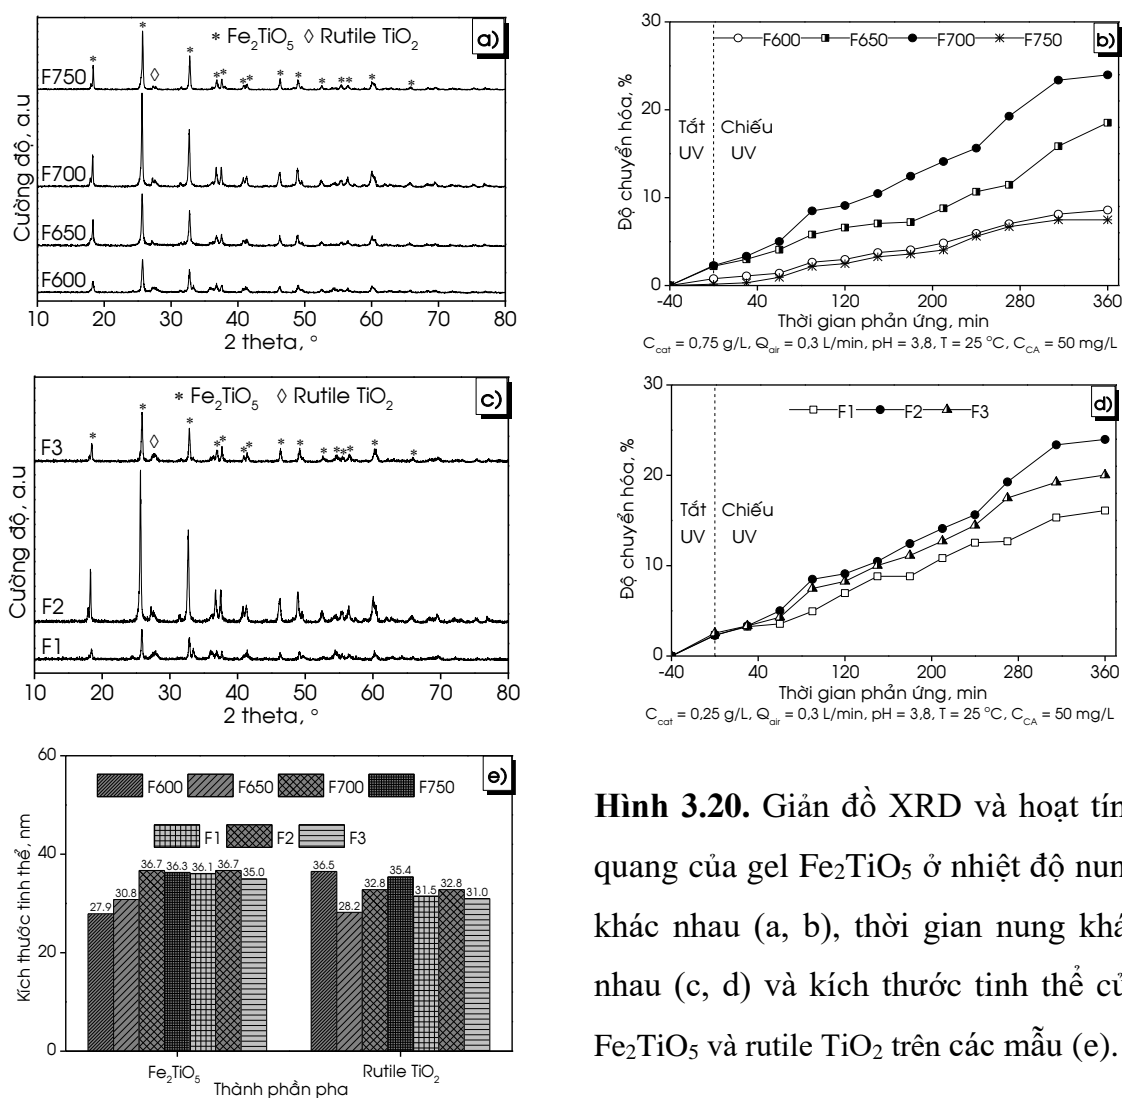 * Fe2TiO5 ◊ Rutile TiO2
a)
F750
F700
F650
F600
Cường độ, a.u
10 20 30 40 50 60 70 80
2 theta, °
b)
F600 F650 F700 F750
Tắt UV
Chiếu UV
Độ chuyển hóa, %
30
20
10
0
-40 40 120 200 280 360
Thời gian phản ứng, min
Ccat = 0,75 g/L, Qair = 0,3 L/min, pH = 3,8, T = 25 °C, CCA = 50 mg/L
* Fe2TiO5 ◊ Rutile TiO2
c)
F3
F2
F1
Cường độ, a.u
10 20 30 40 50 60 70 80
2 theta, °
d)
F1 F2 F3
Tắt UV
Chiếu UV
Độ chuyển hóa, %
30
20
10
0
-40 40 120 200 280 360
Thời gian phản ứng, min
Ccat = 0,25 g/L, Qair = 0,3 L/min, pH = 3,8, T = 25 °C, CCA = 50 mg/L
e)
F600 F650 F700 F750
F1 F2 F3
Kích thước tinh thể, nm
60
40
20
0
27.9 30.8 36.7 36.3 36.1 36.7 35.0
36.5 28.2 32.8 35.4 31.5 32.8 31.0
Fe2TiO5 Rutile TiO2
Thành phần pha
Hình 3.20. Giản đồ XRD và hoạt tín
quang của gel Fe2TiO5 ở nhiệt độ nun
khác nhau (a, b), thời gian nung khá
nhau (c, d) và kích thước tinh thể củ
Fe2TiO5 và rutile TiO2 trên các mẫu (e).